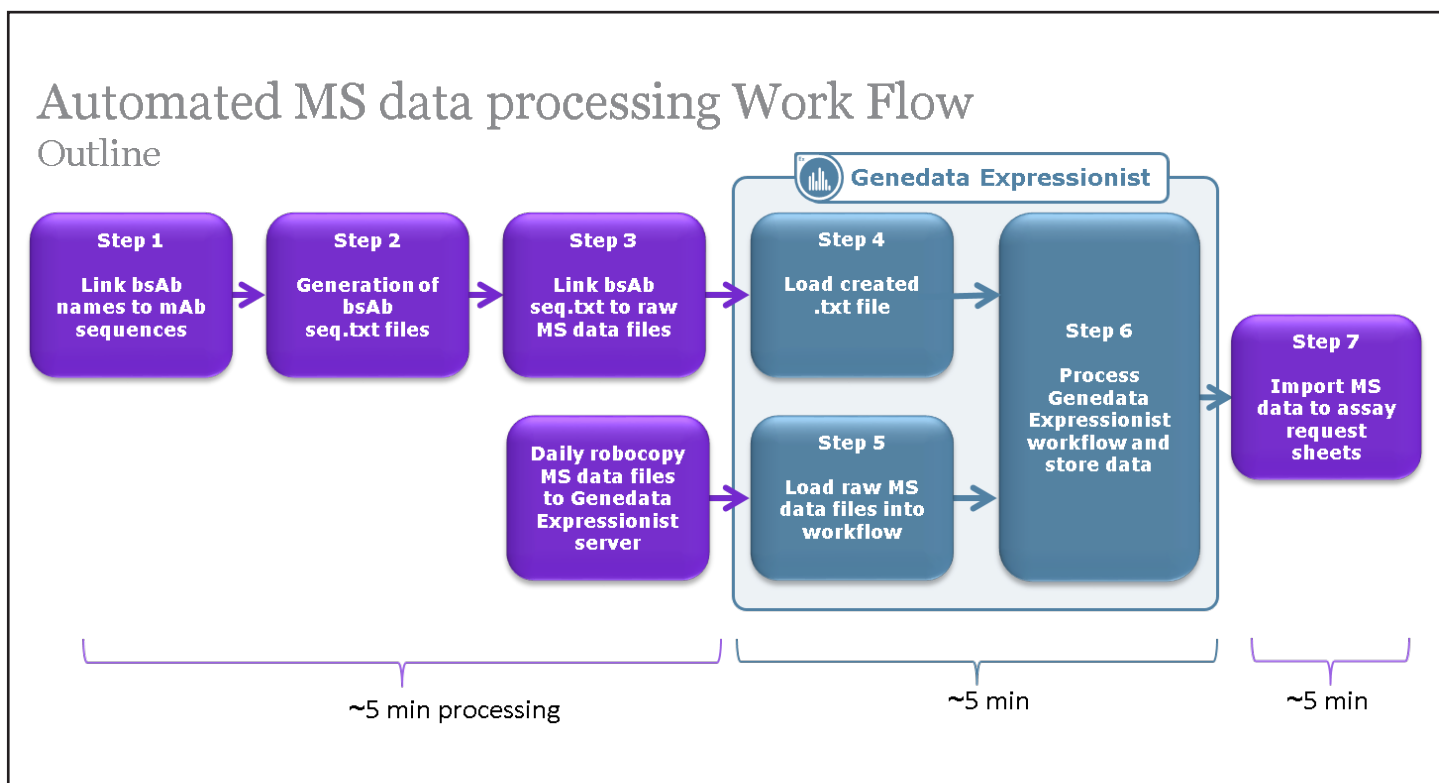 Automated MS data processing Work Flow
Outline
Ex
Genedata Expressionist
Step 1
Link bsAb
names to mAb
sequences
Step 2
Generation of
bsAb
seq.txt files
Step 3
Link bsAb
seq.txt to raw
MS data files
Step 4
Load created
.txt file
Daily robocopy
MS data files
to Genedata
Expressionist
server
Step 5
Load raw MS
data files into
workflow
Step 6
Process
Genedata
Expressionist
workflow and
store data
Step 7
Import MS
data to assay
request
sheets
~5 min processing
~5 min
~5 min